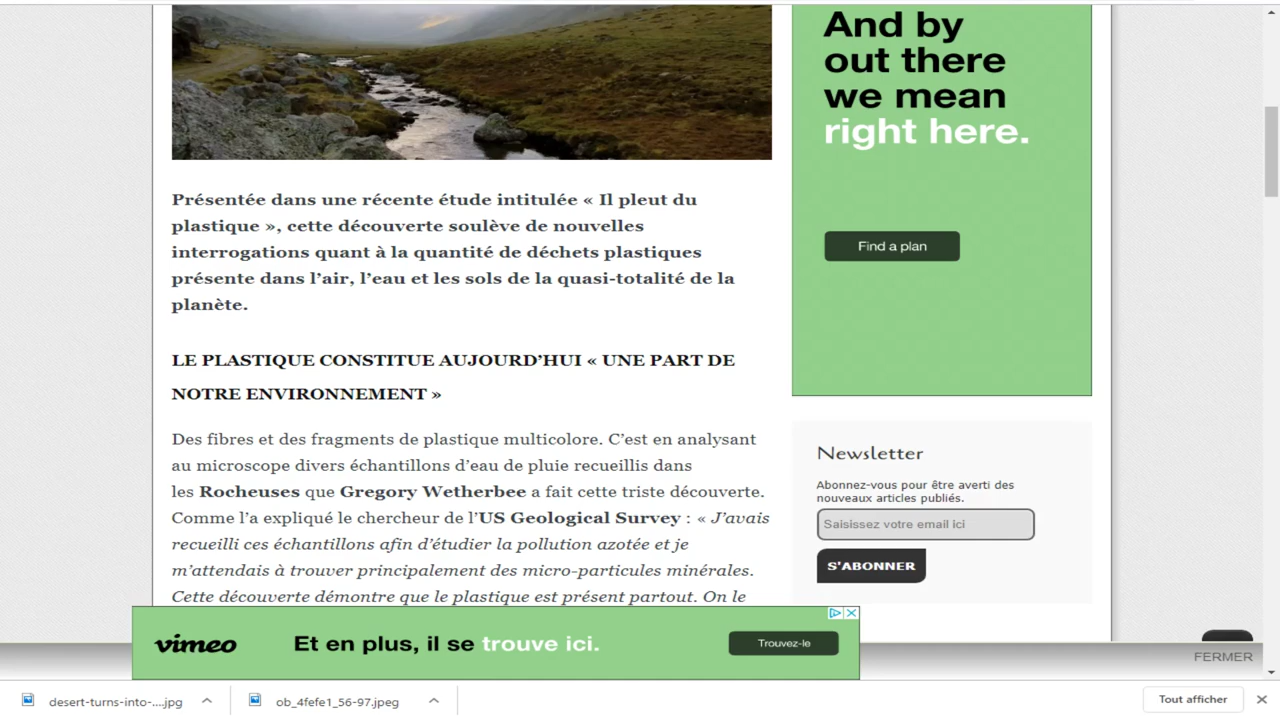 Présentée dans une récente étude intitulée « Il pleut du
plastique », cette découverte soulève de nouvelles
interrogations quant à la quantité de déchets plastiques
présente dans l’air, l’eau et les sols de la quasi-totalité de la
planète.
LE PLASTIQUE CONSTITUE AUJOURD’HUI « UNE PART DE
NOTRE ENVIRONNEMENT »
Des fibres et des fragments de plastique multicolore. C’est en analysant
au microscope divers échantillons d’eau de pluie recueillis dans
les Rocheuses que Gregory Wetherbee a fait cette triste découverte.
Comme l’a expliqué le chercheur de l’US Geological Survey : « J’avais
recueilli ces échantillons afin d’étudier la pollution azotée et je
m’attendais à trouver principalement des micro-particules minérales.
Cette découverte démontre que le plastique est présent partout. On le
And by
out there
we mean
right here.
Find a plan
Newsletter
Abonnez-vous pour être averti des
nouveaux articles publiés.
Saisissez votre email ici
S'ABONNER
vimeo
Et en plus, il se trouve ici.
Trouvez-le
FERMER
desert-turns-into-....jpg
ob_4fefe1_56-97.jpeg
Tout afficher